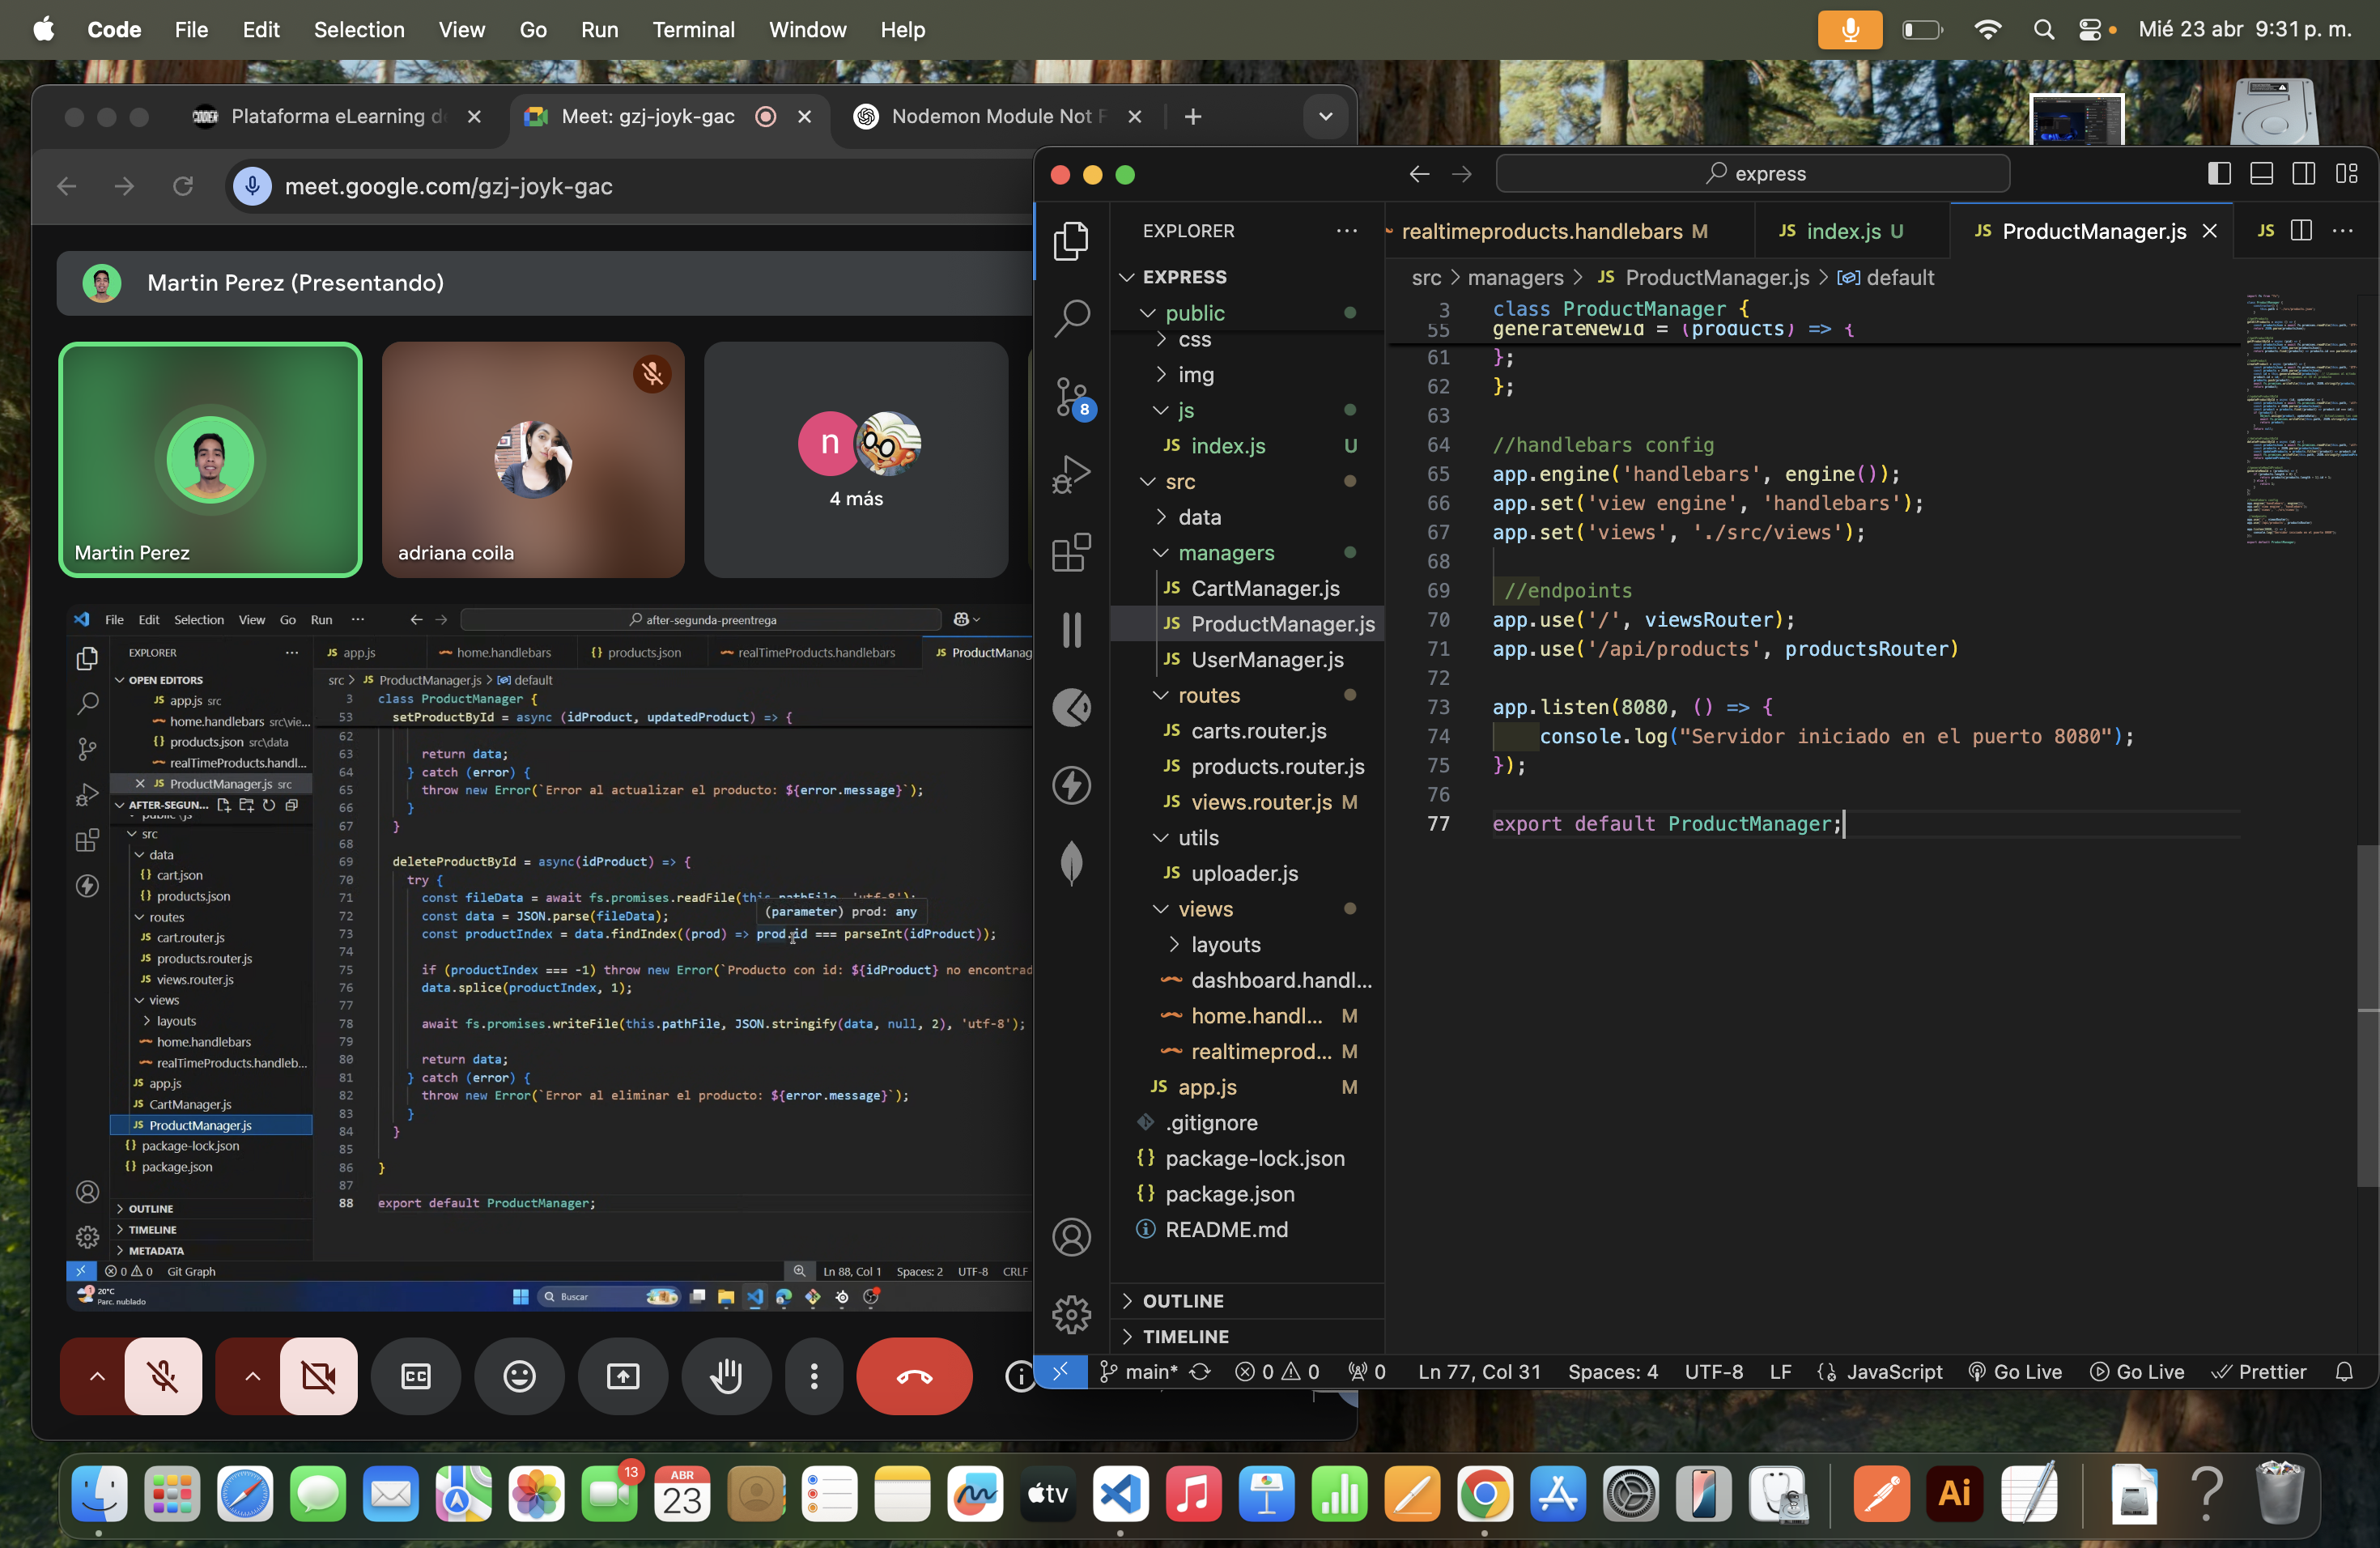 Code File Edit Selection View Go Run Terminal Window Help Mié 23 abr 9:31 p. m.
Plataforma eLearning d
Meet: gzj-joyk-gac
Nodemon Module Not F
meet.google.com/gzj-joyk-gac
Martin Perez (Presentando)
Martin Perez
adriana coila
n
4 más
File Edit Selection View Go Run ··· after-segunda-preentrega
EXPLORER ···
app.js home.handlebars products.json realTimeProducts.handlebars ProductManag
OPEN EDITORS
app.js src
home.handlebars src\vie...
products.json src\data
realTimeProducts.handl...
ProductManager.js src
AFTER-SEGUN...
public \js
src
data
cart.json
products.json
routes
cart.router.js
products.router.js
views.router.js
views
layouts
home.handlebars
realTimeProducts.handleb...
app.js
CartManager.js
ProductManager.js
package-lock.json
package.json
OUTLINE
TIMELINE
METADATA
src > JS ProductManager.js > default
3 class ProductManager {
53 setProductById = async (idProduct, updatedProduct) => {
62
63 return data;
64 } catch (error) {
65 throw new Error(`Error al actualizar el producto: ${error.message}`);
66 }
67 }
68
69 deleteProductById = async(idProduct) => {
70 try {
71 const fileData = await fs.promises.readFile(this.pathFile, 'utf-8');
(parameter) prod: any
72 const data = JSON.parse(fileData);
73 const productIndex = data.findIndex((prod) => prod.id === parseInt(idProduct));
74
75 if (productIndex === -1) throw new Error(`Producto con id: ${idProduct} no encontrad
76 data.splice(productIndex, 1);
77
78 await fs.promises.writeFile(this.pathFile, JSON.stringify(data, null, 2), 'utf-8');
79
80 return data;
81 } catch (error) {
82 throw new Error(`Error al eliminar el producto: ${error.message}`);
83 }
84 }
85
86 }
87
88 export default ProductManager;
0 0 Git Graph Ln 88, Col 1 Spaces: 2 UTF-8 CRLF
20°C
Parc. nublado
Buscar
CC
express
EXPLORER ···
realtimeproducts.handlebars M JS index.js U JS ProductManager.js JS ···
src > managers > JS ProductManager.js > default
EXPRESS
public
css
img
js
JS index.js U
src
data
managers
JS CartManager.js
JS ProductManager.js
JS UserManager.js
routes
JS carts.router.js
JS products.router.js
JS views.router.js M
utils
JS uploader.js
views
layouts
dashboard.handl...
home.handl... M
realtimeprod... M
JS app.js M
.gitignore
{} package-lock.json
{} package.json
README.md
OUTLINE
TIMELINE
8
3 class ProductManager {
55 generateNewId = (products) => {
61 };
62 };
63
64 //handlebars config
65 app.engine('handlebars', engine());
66 app.set('view engine', 'handlebars');
67 app.set('views', './src/views');
68
69 //endpoints
70 app.use('/', viewsRouter);
71 app.use('/api/products', productsRouter)
72
73 app.listen(8080, () => {
74 console.log("Servidor iniciado en el puerto 8080");
75 });
76
77 export default ProductManager;
main* 0 0 0 Ln 77, Col 31 Spaces: 4 UTF-8 LF {} JavaScript Go Live Go Live Prettier
13
ABR
23
tv
Ai